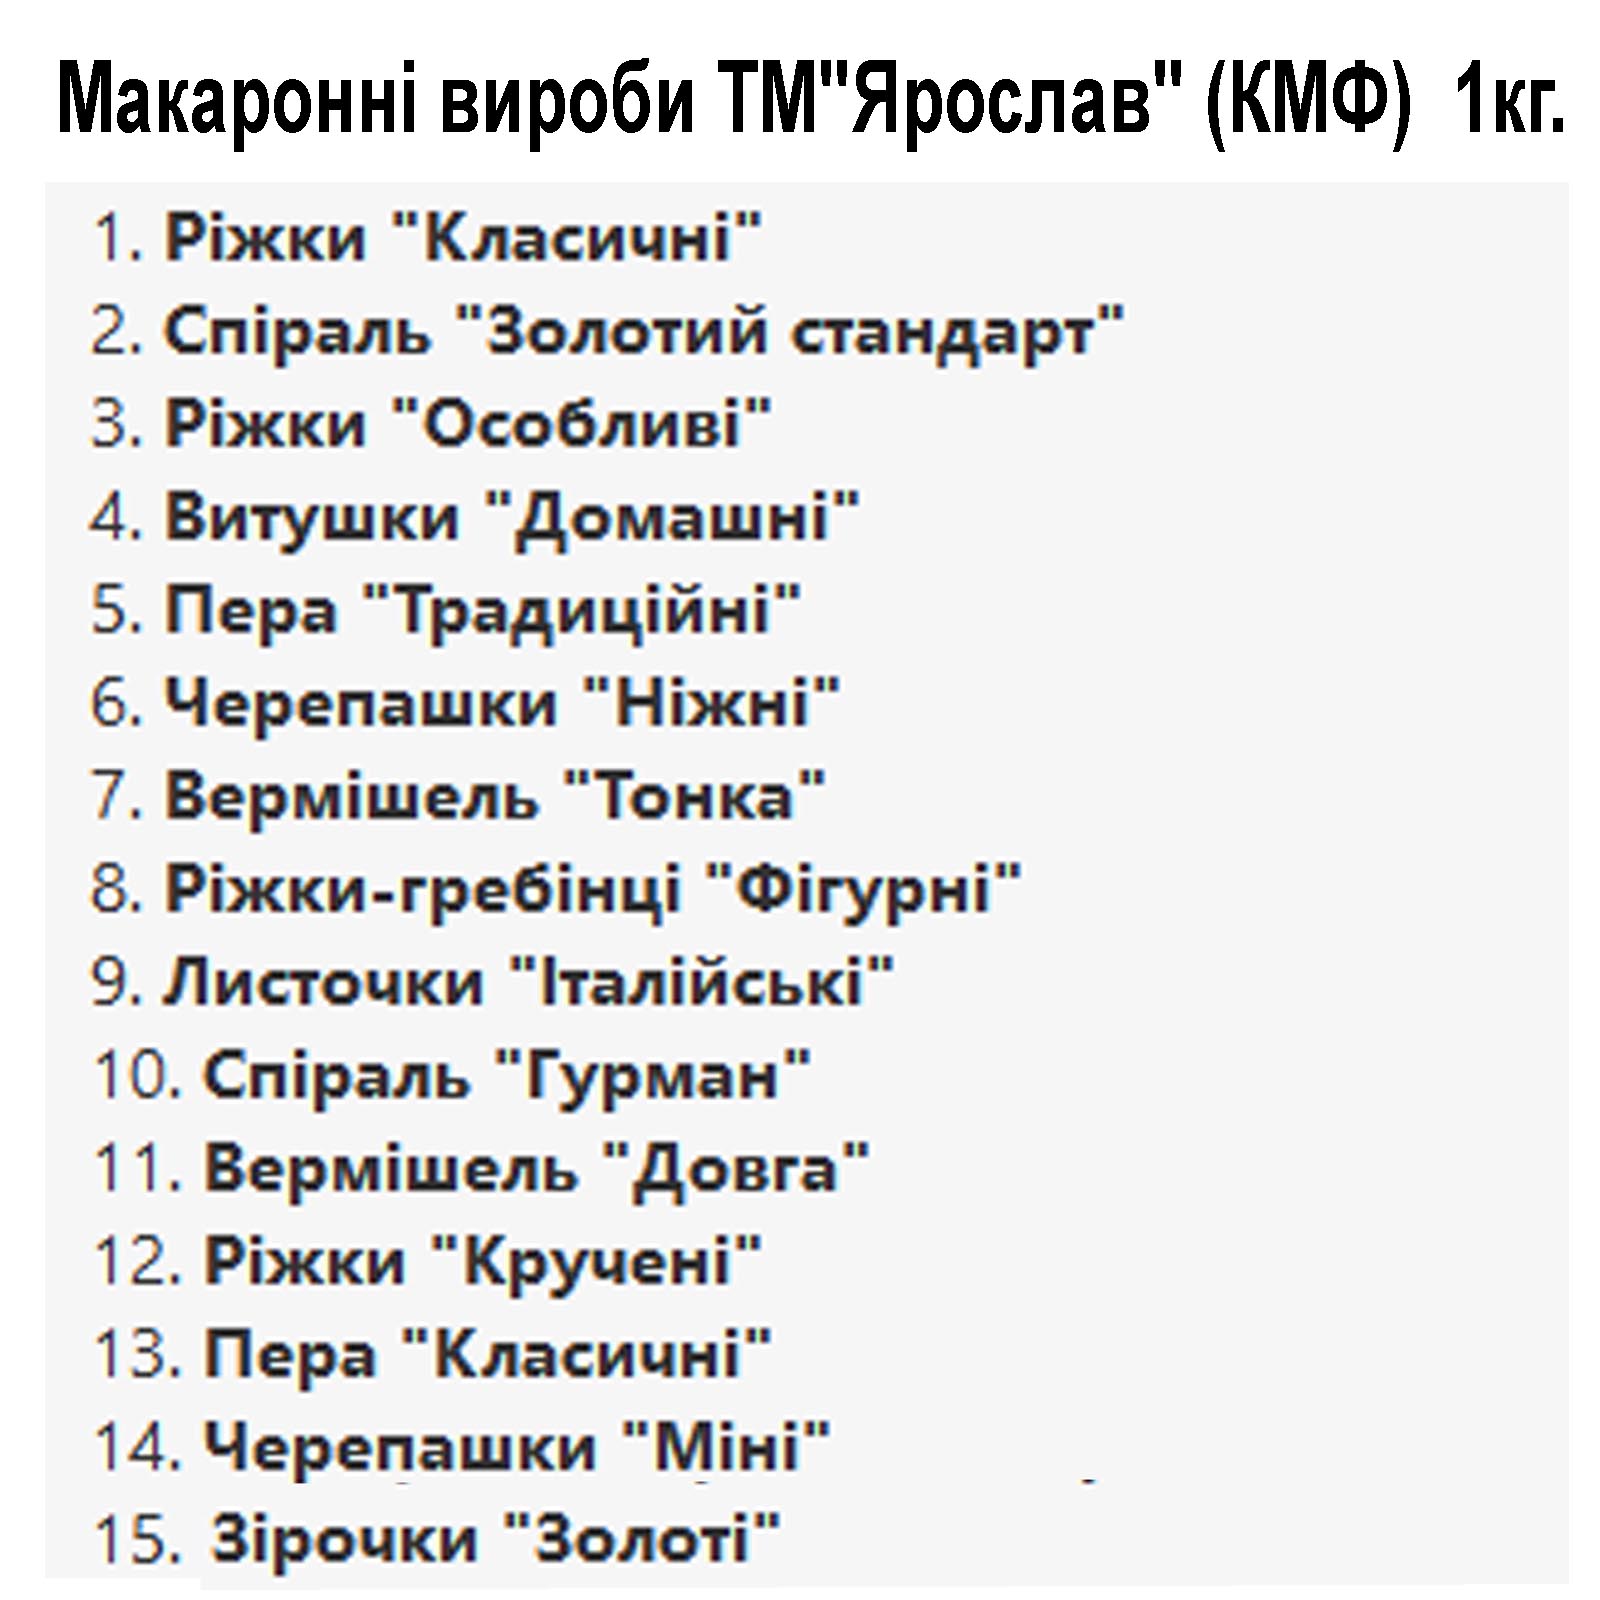 Макаронні вироби ТМ"Ярослав" (КМФ) 1кг.
1. Ріжки "Класичні"
2. Спіраль "Золотий стандарт"
3. Ріжки "Особливі"
4. Витушки "Домашні"
5. Пера "Традиційні"
6. Черепашки "Ніжні"
7. Вермішель "Тонка"
8. Ріжки-гребінці "Фігурні"
9. Листочки "Італійські"
10. Спіраль "Гурман"
11. Вермішель "Довга"
12. Ріжки "Кручені"
13. Пера "Класичні"
14. Черепашки "Міні"
15. Зірочки "Золоті"